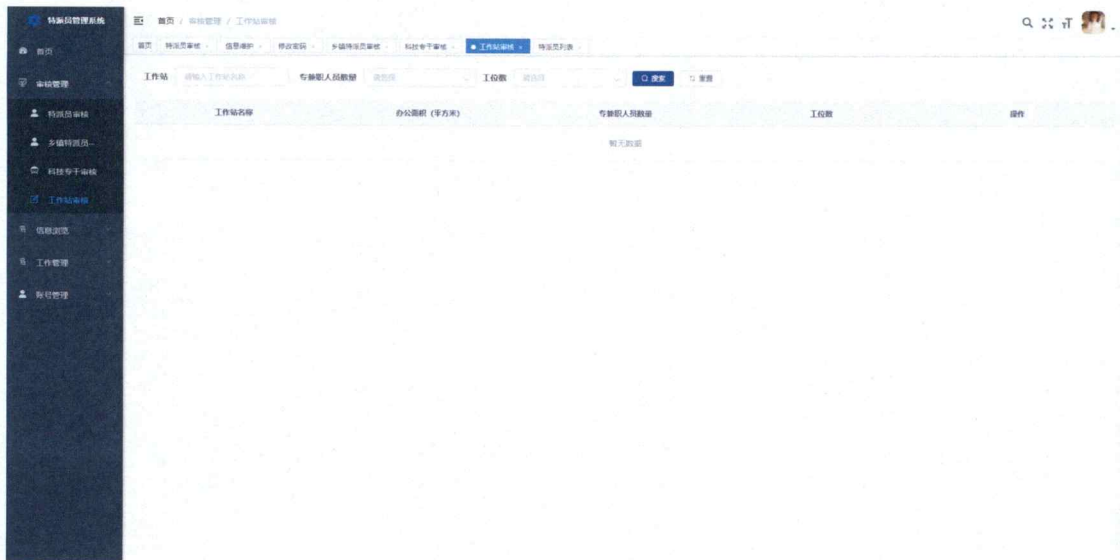 特派员管理系统
首页 / 审核管理 / 工作站审核
首页
特派员审核
信息维护
修改密码
乡镇特派员审核
科技专干审核
工作站审核
特派员列表
首页
审核管理
特派员审核
乡镇特派员...
科技专干审核
工作站审核
信息浏览
工作管理
账号管理
工作站 请输入工作站名称 专兼职人员数量 请选择 工位数 请选择 搜索 重置
工作站名称 办公面积（平方米） 专兼职人员数量 工位数 操作
暂无数据